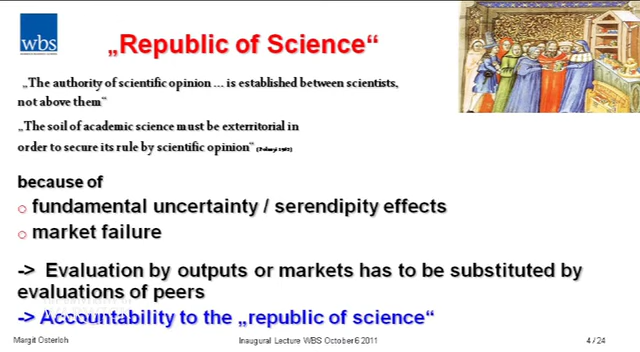 wbs
„Republic of Science“
„The authority of scientific opinion ... is established between scientists,
not above them“
„The soil of academic science must be exterritorial in
order to secure its rule by scientific opinion“ (Polanyi 1962)
because of
fundamental uncertainty / serendipity effects
market failure
-> Evaluation by outputs or markets has to be substituted by
evaluations of peers
-> Accountability to the „republic of science“
Margit Osterloh
Inaugural Lecture WBS October 6 2011
4 / 24